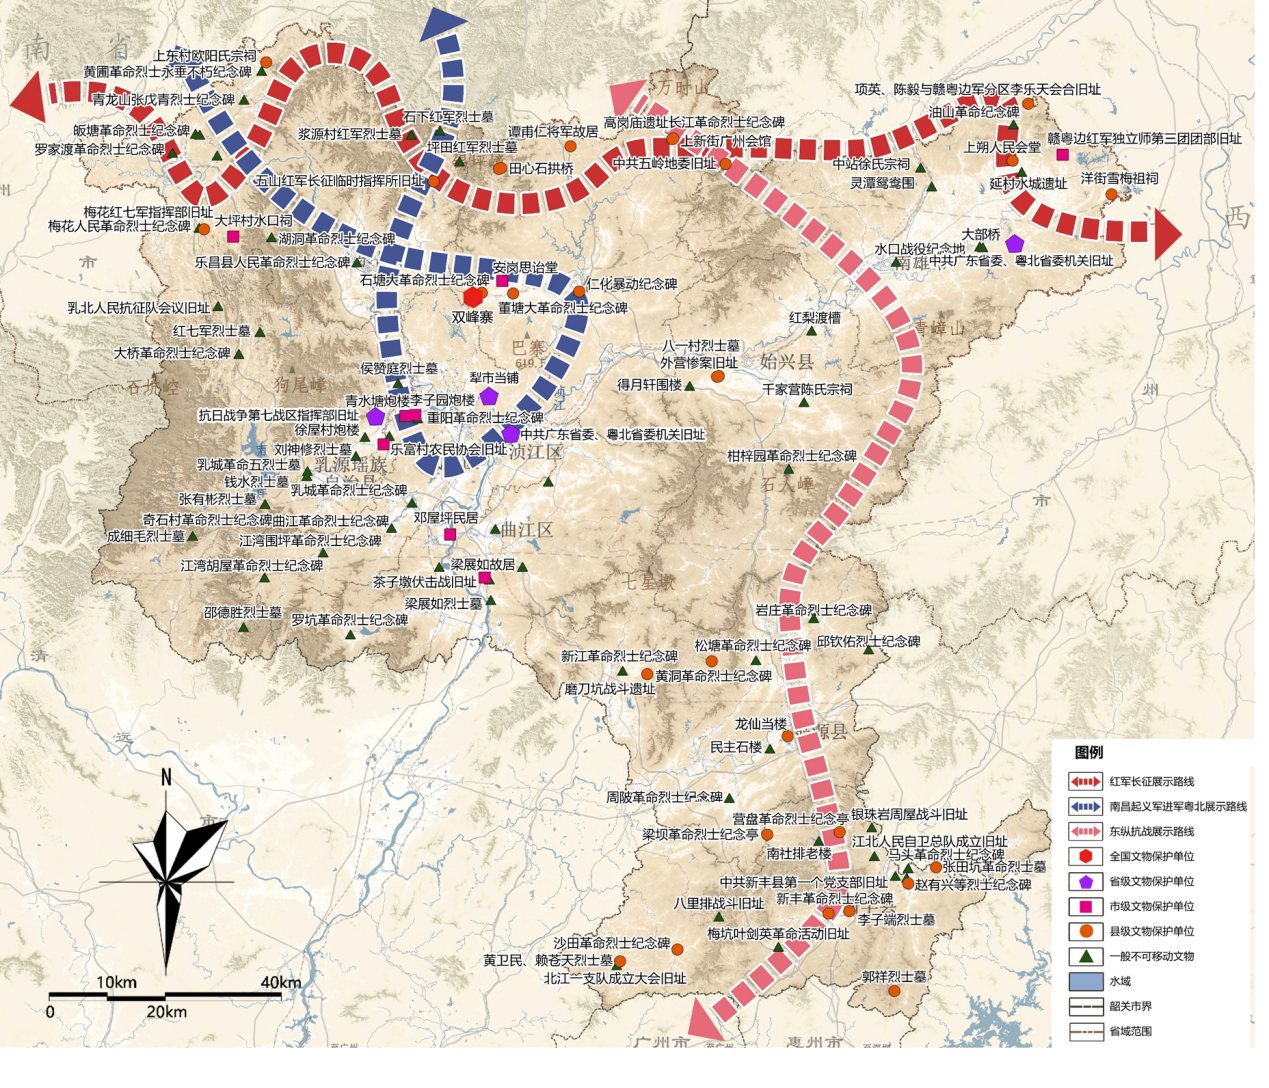 南
省
上东村欧阳氏宗祠
黄圃革命烈士永垂不朽纪念碑
青龙山张戊青烈士纪念碑
皈塘革命烈士纪念碑
罗家渡革命烈士纪念碑
浆源村红军烈士墓
石下红军烈士墓
坪田红军烈士墓
谭甫仁将军故居
田心石拱桥
五山红军长征临时指挥所旧址
万时山
高岗庙遗址
长江革命烈士纪念碑
上新街广州会馆
中共五岭地委旧址
项英、陈毅与赣粤边军分区李乐天会合旧址
油山革命纪念碑
赣粤边红军独立师第三团团部旧址
上朔人民会堂
中站徐氏宗祠
灵潭鸳鸯围
延村水城遗址
洋街雪梅祖祠
州
江
西
梅花红七军指挥部旧址
梅花人民革命烈士纪念碑
大坪村水口祠
湖洞革命烈士纪念碑
乐昌县人民革命烈士纪念碑
大部桥
水口战役纪念地
中共广东省委、粤北省委机关旧址
南雄
市
石塘大革命烈士纪念碑
安岗思治堂
仁化暴动纪念碑
双峰寨
董塘大革命烈士纪念碑
乳北人民抗征队会议旧址
红七军烈士墓
大桥革命烈士纪念碑
红梨渡槽
青嶂山
巴寨
619.
八一村烈士墓
外营惨案旧址
始兴县
得月轩围楼
千家营陈氏宗祠
狗尾嶂
侯赞庭烈士墓
犁市当铺
州
青水塘炮楼
李子园炮楼
抗日战争第七战区指挥部旧址
重阳革命烈士纪念碑
徐屋村炮楼
中共广东省委、粤北省委机关旧址
刘神修烈士墓
乐富村农民协会旧址
浈江区
乳城革命五烈士墓
乳源瑶族
自治县
钱水烈士墓
乳城革命烈士纪念碑
柑梓园革命烈士纪念碑
石人嶂
张有彬烈士墓
市
奇石村革命烈士纪念碑
曲江革命烈士纪念碑
邓屋坪民居
曲江区
成细毛烈士墓
江湾围坪革命烈士纪念碑
江湾胡屋革命烈士纪念碑
梁展如故居
茶子墩伏击战旧址
七星墩
梁展如烈士墓
邵德胜烈士墓
罗坑革命烈士纪念碑
岩庄革命烈士纪念碑
松塘革命烈士纪念碑
邱钦佑烈士纪念碑
清
新江革命烈士纪念碑
黄洞革命烈士纪念碑
磨刀坑战斗遗址
远
龙仙当楼
源县
民主石楼
市
周陂革命烈士纪念碑
营盘革命烈士纪念亭
银珠岩周屋战斗旧址
梁坝革命烈士纪念亭
江北人民自卫总队成立旧址
南社排老楼
马头革命烈士纪念碑
张田坑革命烈士墓
中共新丰县第一个党支部旧址
赵有兴等烈士纪念碑
八里排战斗旧址
新丰革命烈士纪念碑
李子端烈士墓
梅坑叶剑英革命活动旧址
沙田革命烈士纪念碑
黄卫民、赖苍天烈士墓
北江一支队成立大会旧址
郭祥烈士墓
广州市
惠州市
N
10km
40km
0
20km
图例
红军长征展示路线
南昌起义军进军粤北展示路线
东纵抗战展示路线
全国文物保护单位
省级文物保护单位
市级文物保护单位
县级文物保护单位
一般不可移动文物
水域
韶关市界
省域范围